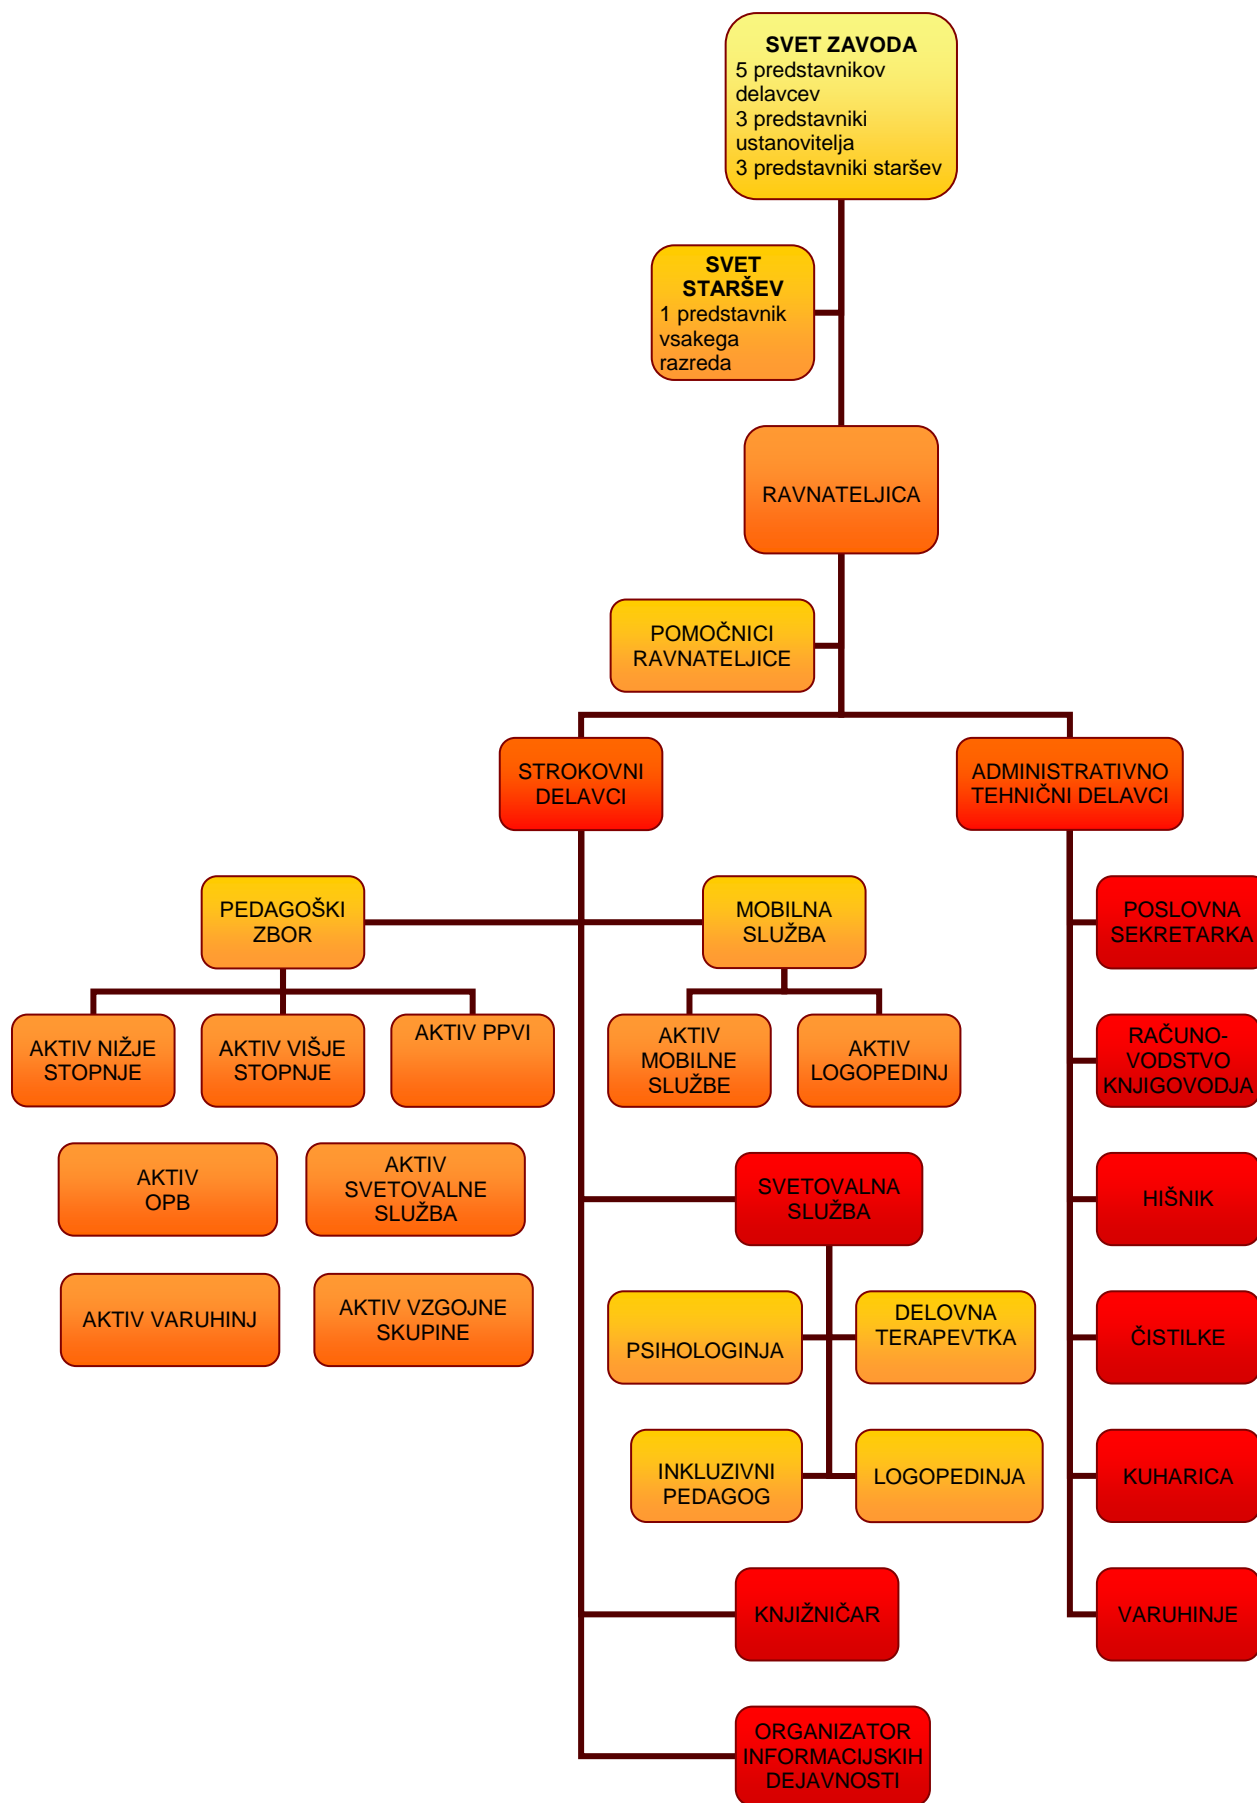 SVET ZAVODA
5 predstavnikov
delavcev
3 predstavniki
ustanovitelja
3 predstavniki staršev
SVET
STARŠEV
1 predstavnik
vsakega
razreda
RAVNATELJICA
POMOČNICI
RAVNATELJICE
STROKOVNI
DELAVCI
ADMINISTRATIVNO
TEHNIČNI DELAVCI
PEDAGOŠKI
ZBOR
MOBILNA
SLUŽBA
POSLOVNA
SEKRETARKA
AKTIV NIŽJE
STOPNJE
AKTIV VIŠJE
STOPNJE
AKTIV PPVI
AKTIV
MOBILNE
SLUŽBE
AKTIV
LOGOPEDINJ
RAČUNO-
VODSTVO
KNJIGOVODJA
AKTIV
OPB
AKTIV
SVETOVALNE
SLUŽBA
SVETOVALNA
SLUŽBA
HIŠNIK
AKTIV VARUHINJ
AKTIV VZGOJNE
SKUPINE
PSIHOLOGINJA
DELOVNA
TERAPEVTKA
ČISTILKE
INKLUZIVNI
PEDAGOG
LOGOPEDINJA
KUHARICA
KNJIŽNIČAR
VARUHINJE
ORGANIZATOR
INFORMACIJSKIH
DEJAVNOSTI